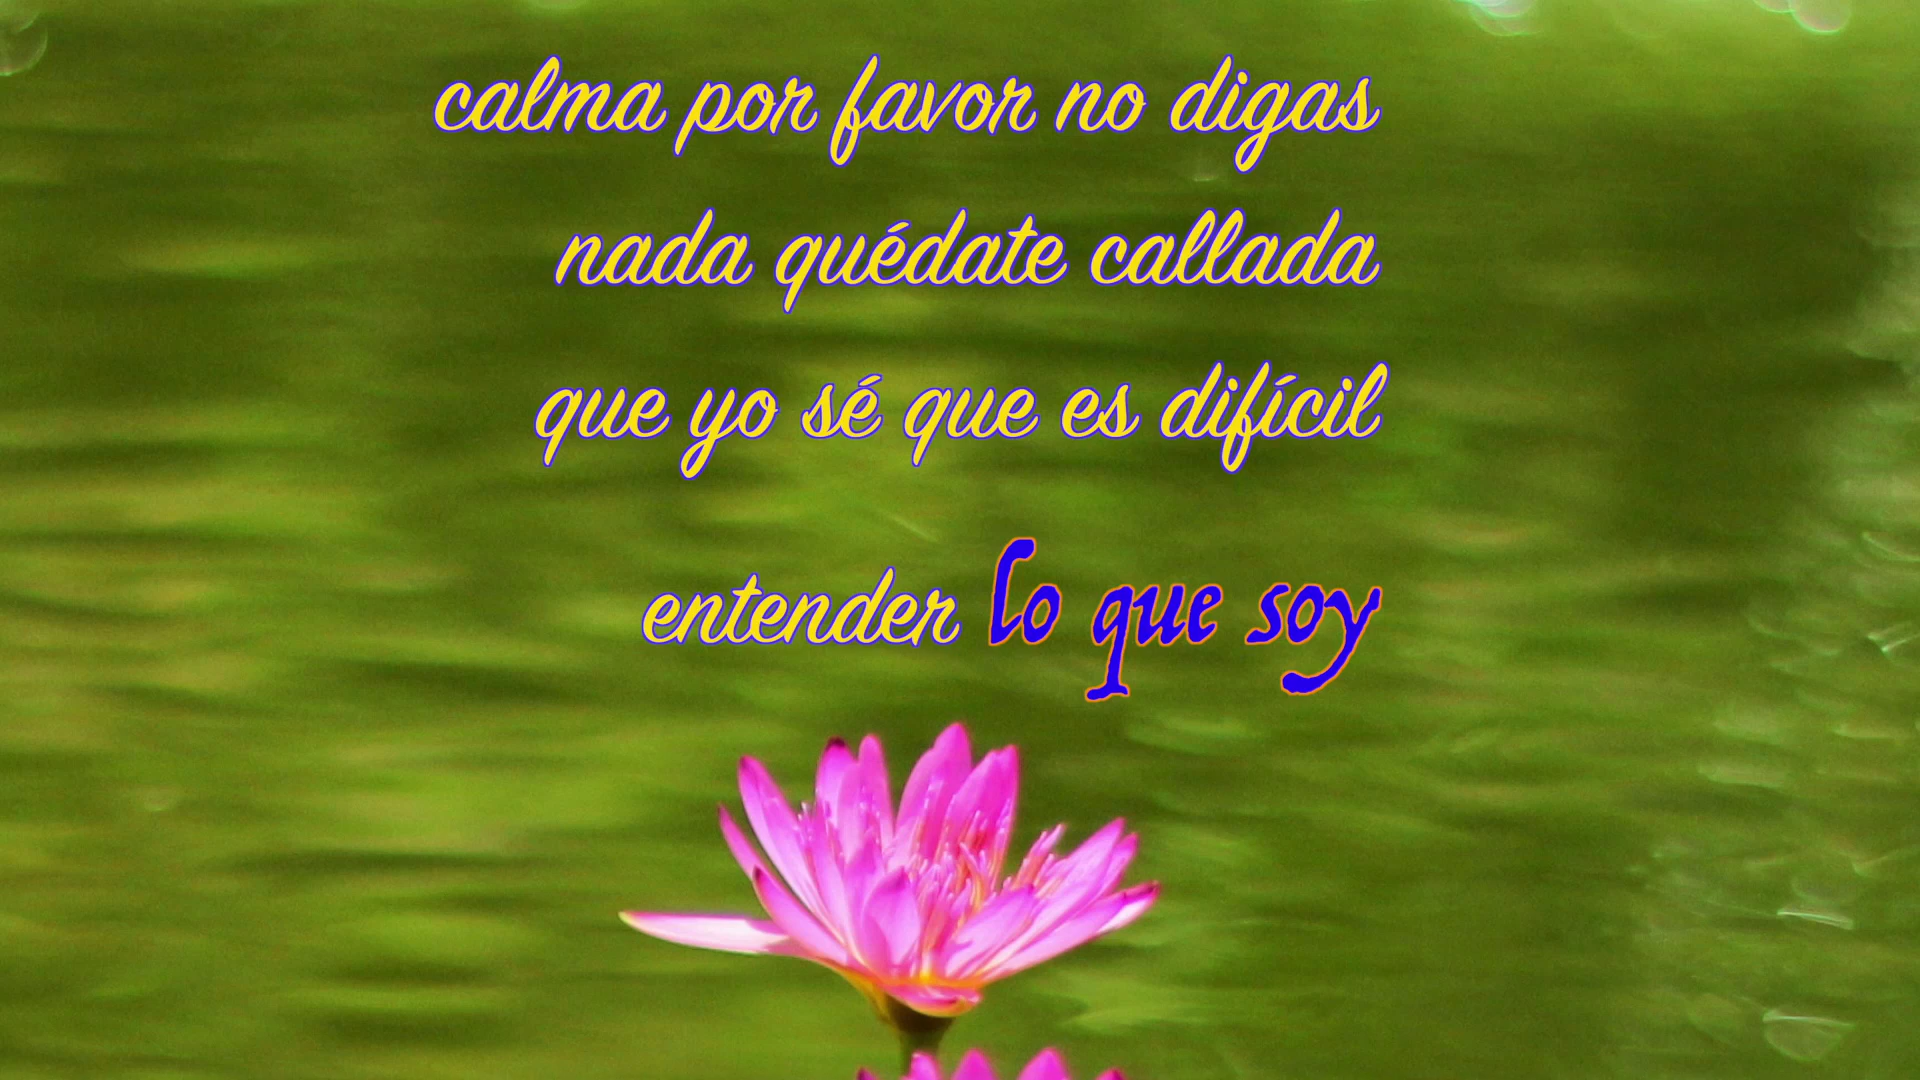 calma por favor no digas
nada quédate callada
que yo sé que es difícil
entender lo que soy